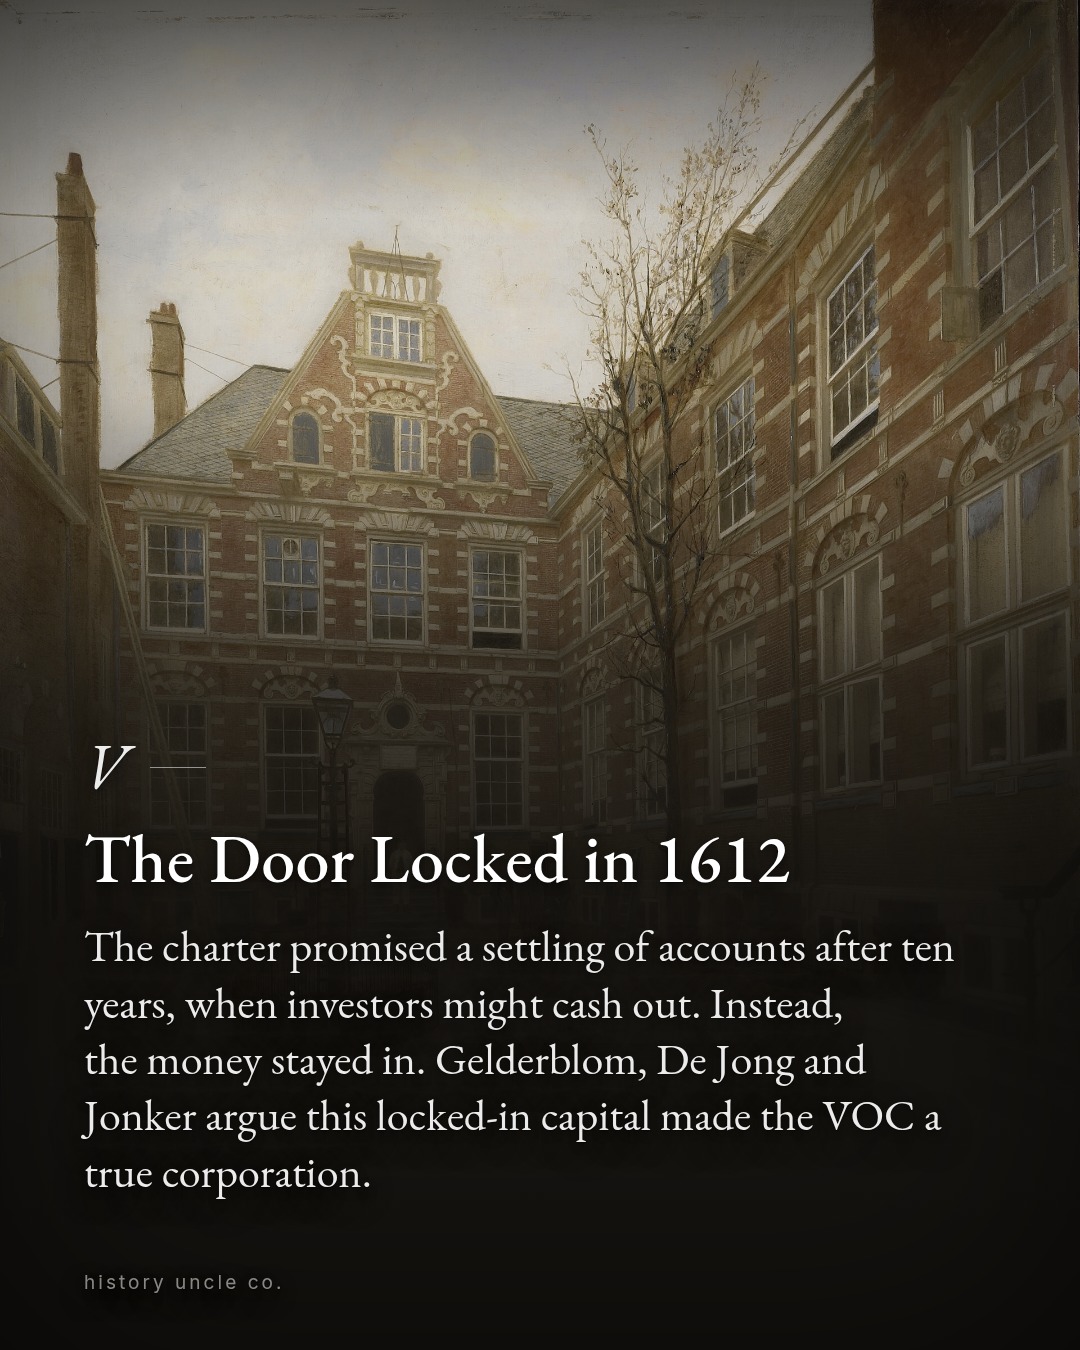 V
The Door Locked in 1612
The charter promised a settling of accounts after ten
years, when investors might cash out. Instead,
the money stayed in. Gelderblom, De Jong and
Jonker argue this locked-in capital made the VOC a
true corporation.
history uncle co.